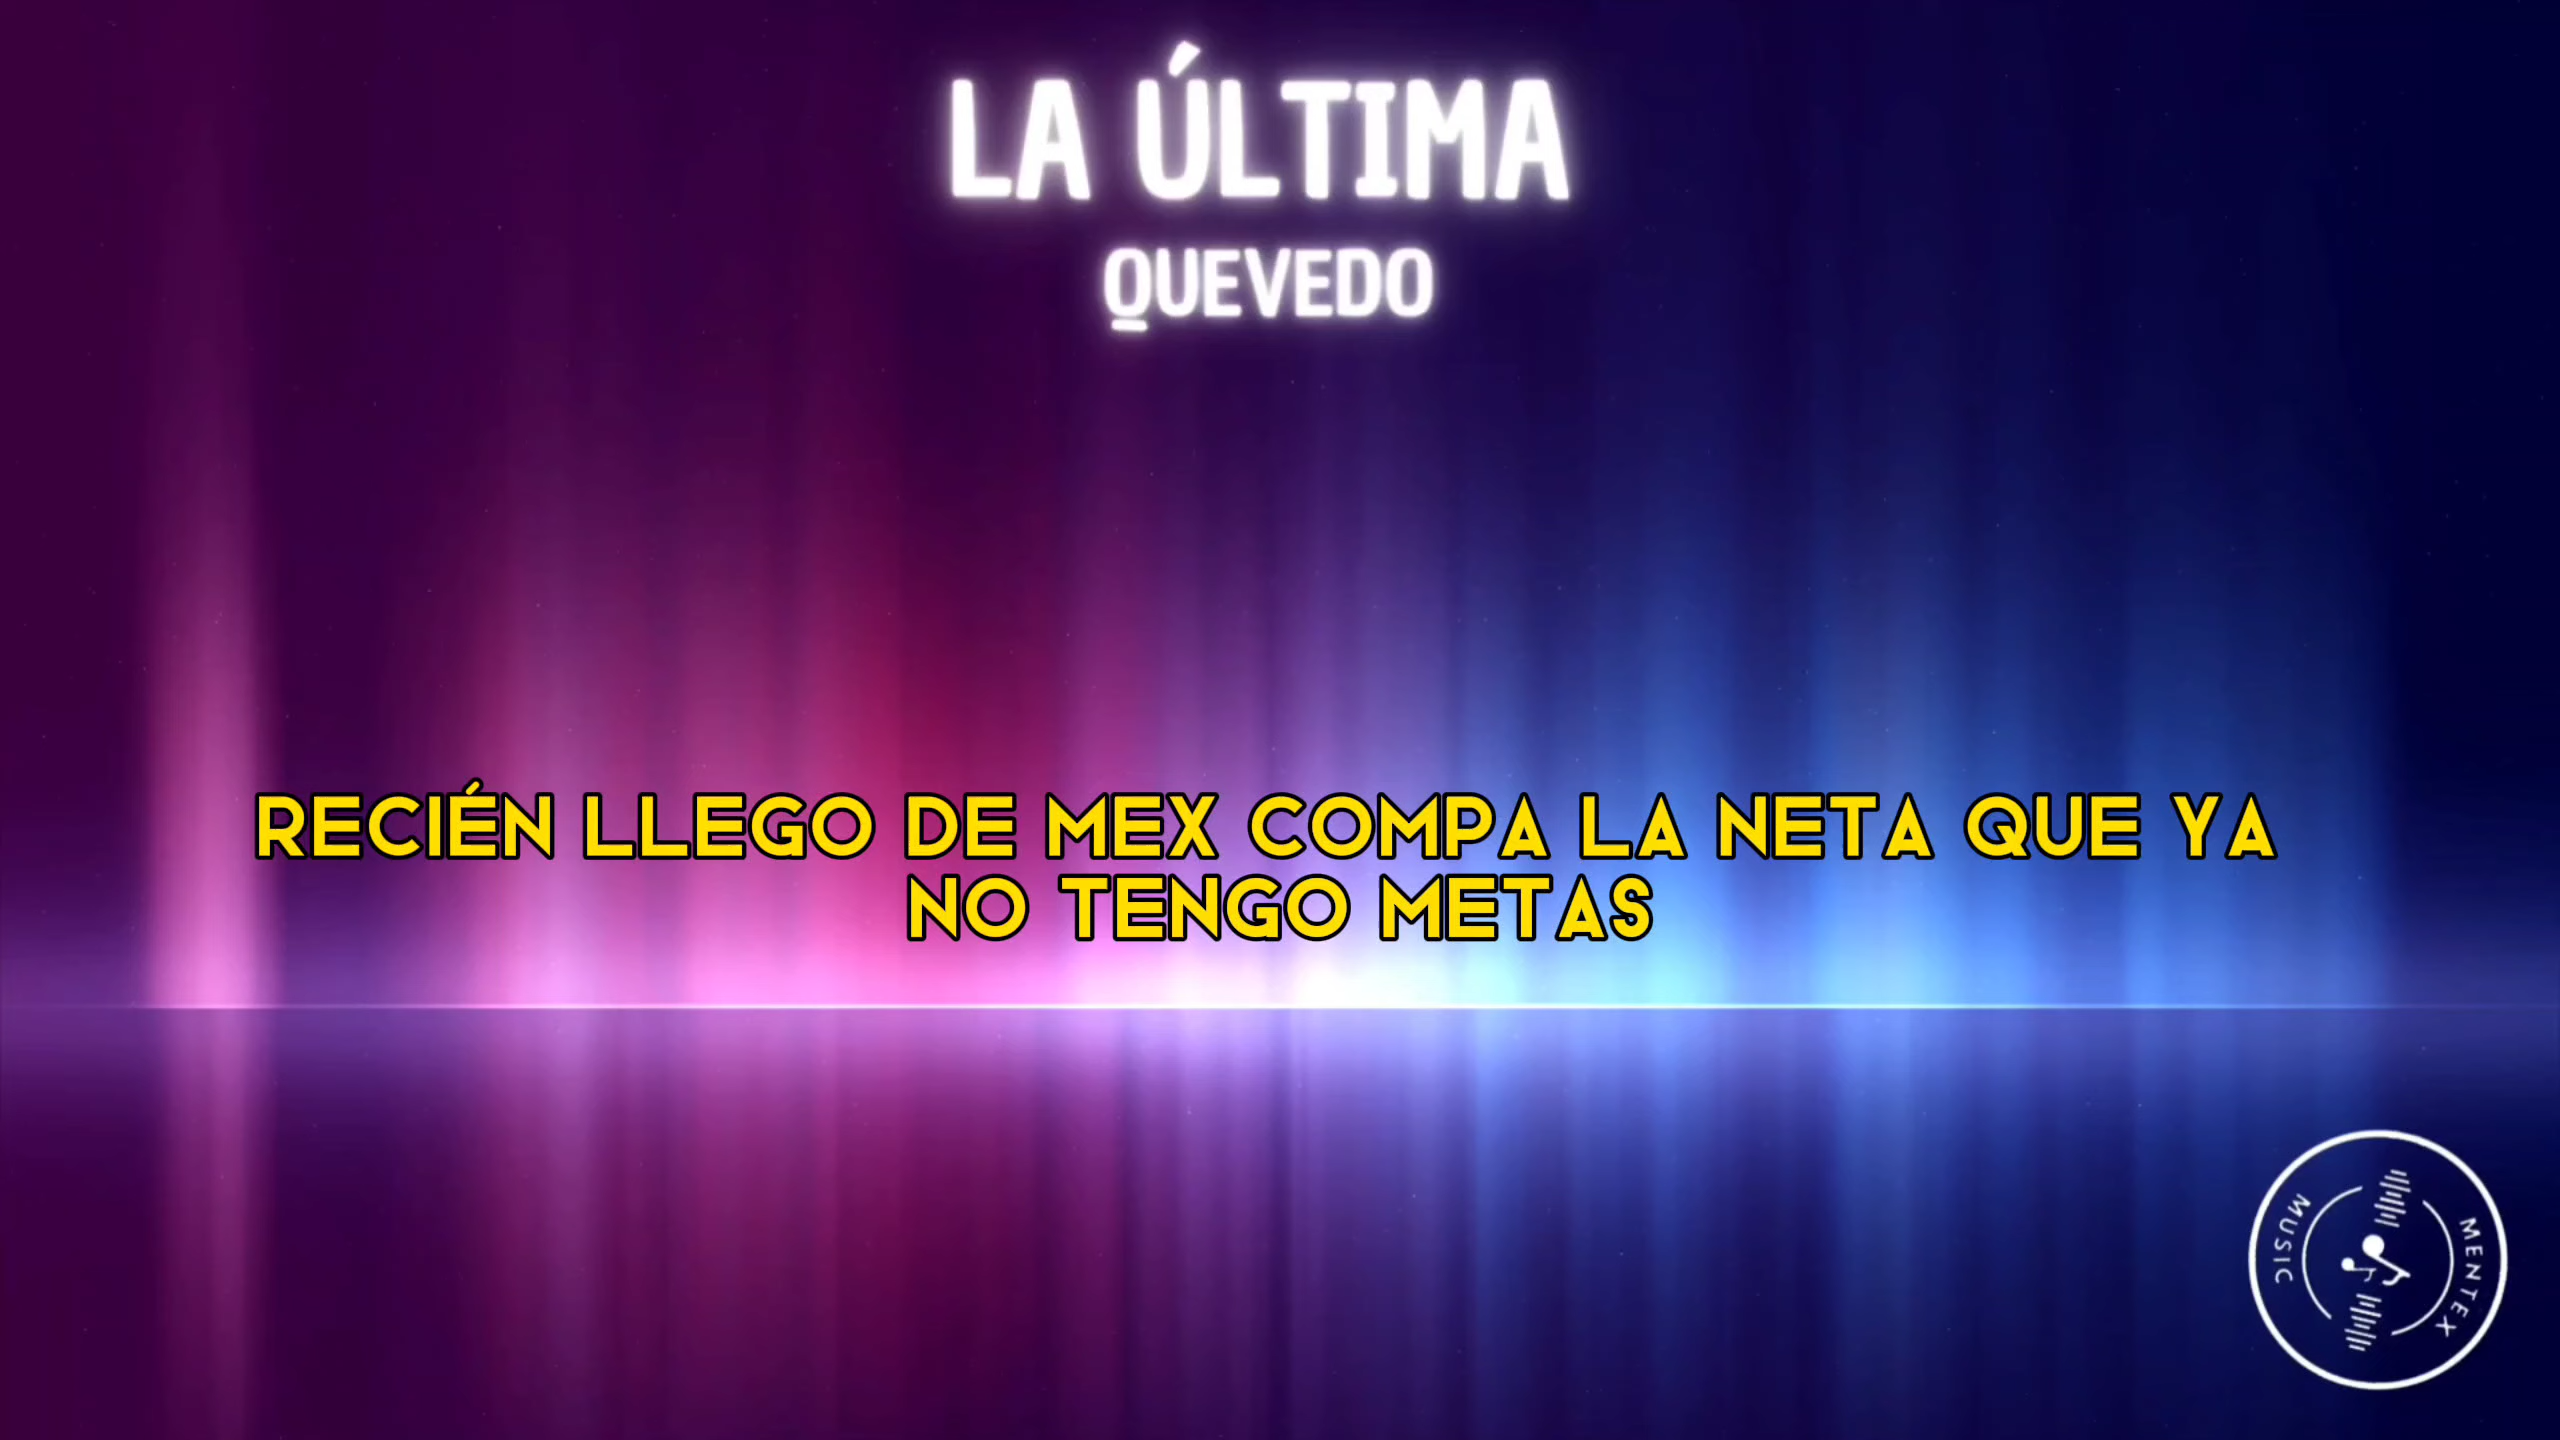 LA ÚLTIMA
QUEVEDO
RECIÉN LLEGO DE MEX COMPA LA NETA QUE YA
NO TENGO METAS
MUSIC
MENTEX